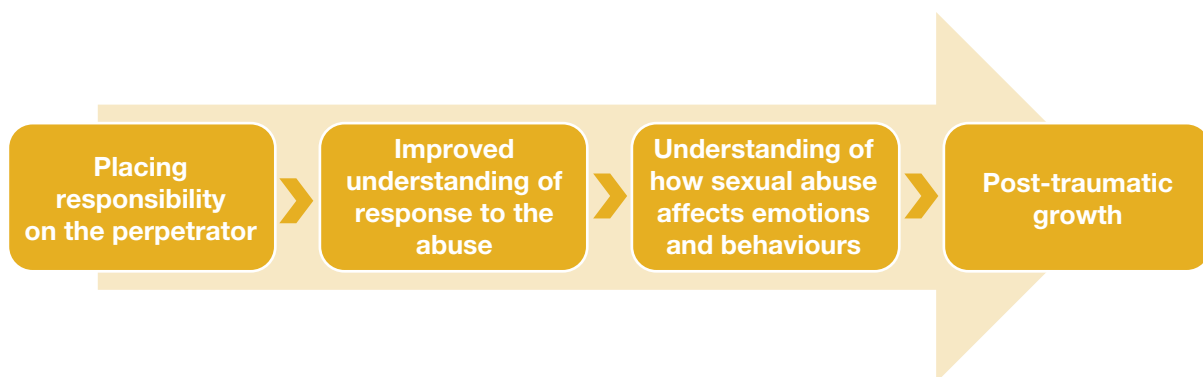 Placing
responsibility
on the perpetrator
Improved
understanding of
response to the
abuse
Understanding of
how sexual abuse
affects emotions
and behaviours
Post-traumatic
growth